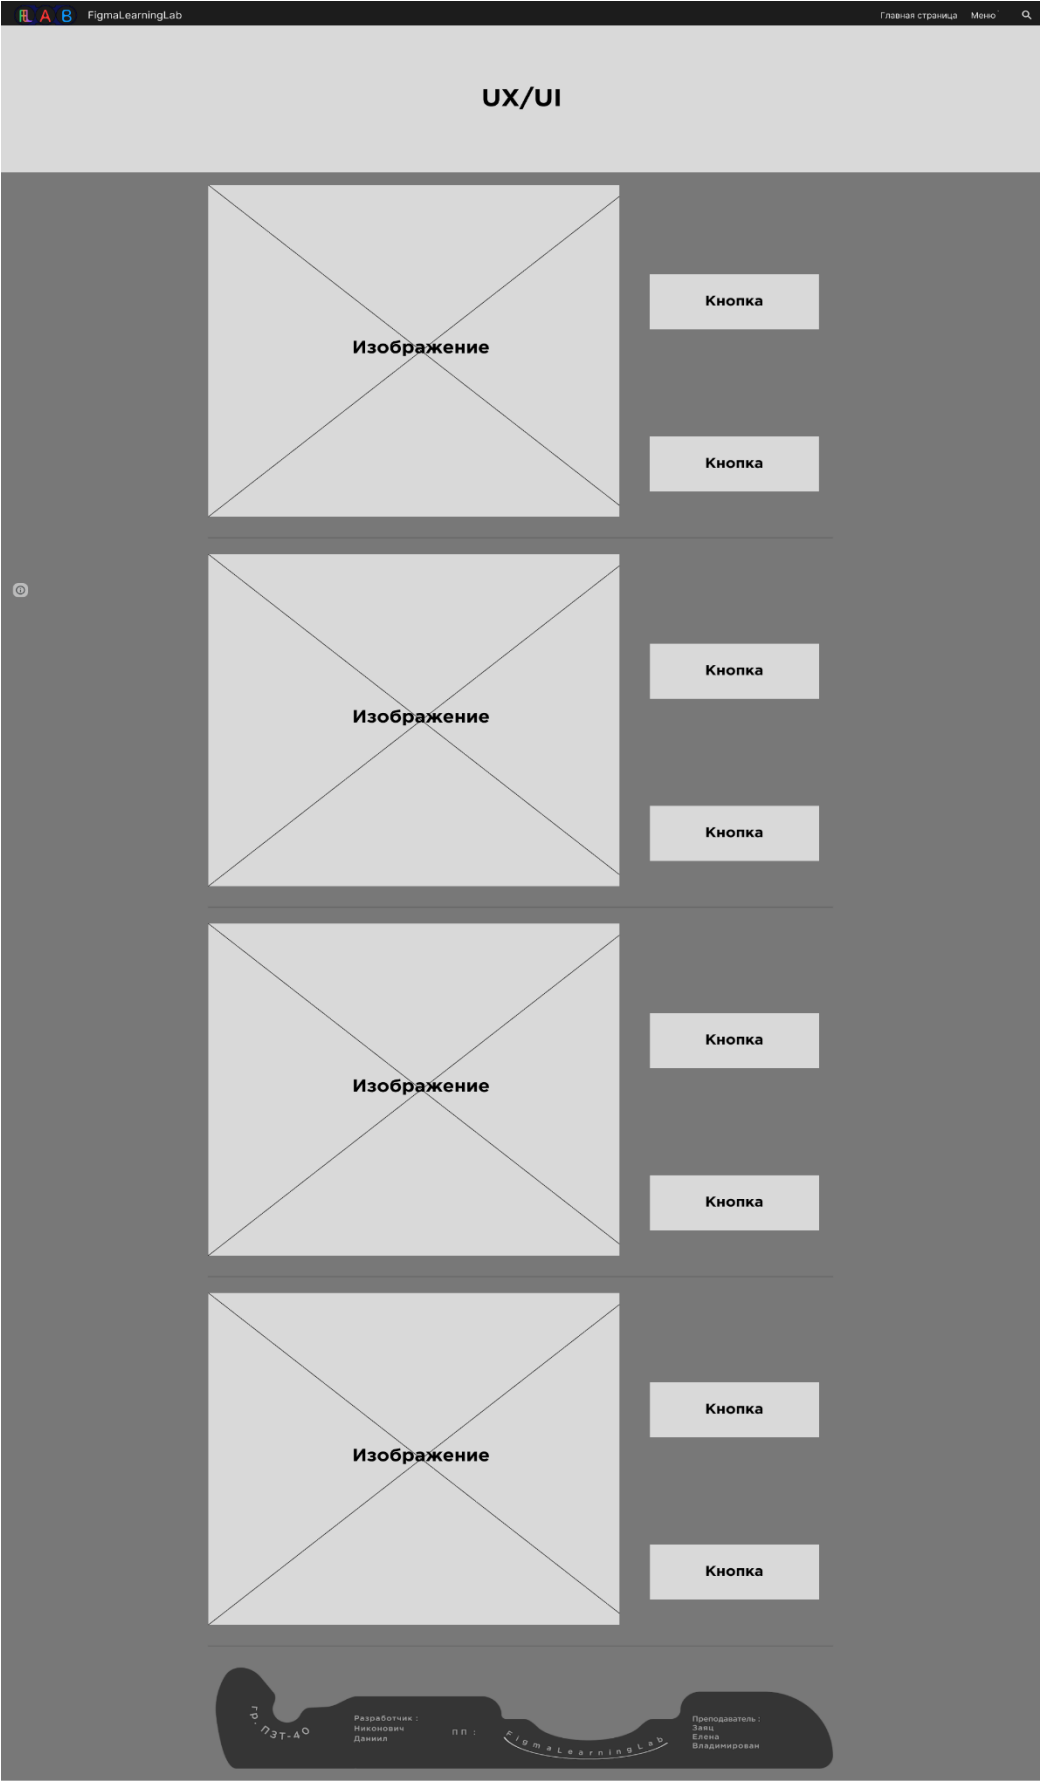 FLAB FigmaLearningLab Главная страница Меню
UX/UI
Изображение
Кнопка
Кнопка
Изображение
Кнопка
Кнопка
Изображение
Кнопка
Кнопка
Изображение
Кнопка
Кнопка
гр. ПЗТ-40
Разработчик :
Никонович
Даниил
ПП :
FigmaLearningLab
Преподаватель :
Заяц
Елена
Владимирован